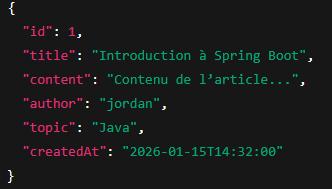 {
  "id": 1,
  "title": "Introduction à Spring Boot",
  "content": "Contenu de l’article...",
  "author": "jordan",
  "topic": "Java",
  "createdAt": "2026-01-15T14:32:00"
}